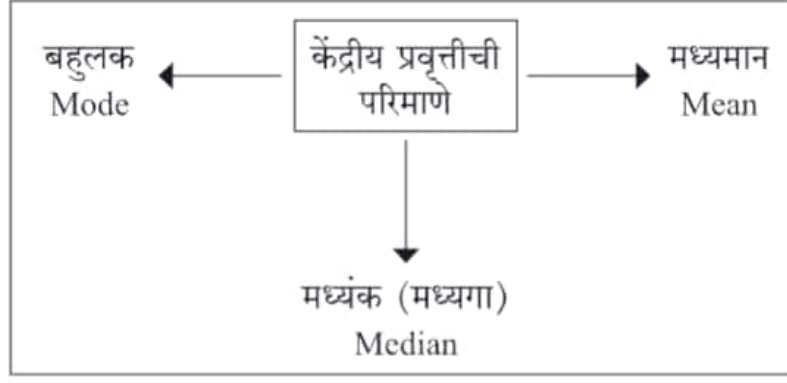 बहुलक
Mode
केंद्रीय प्रवृत्तीची
परिमाणे
मध्यमान
Mean
मध्यंक (मध्यगा)
Median